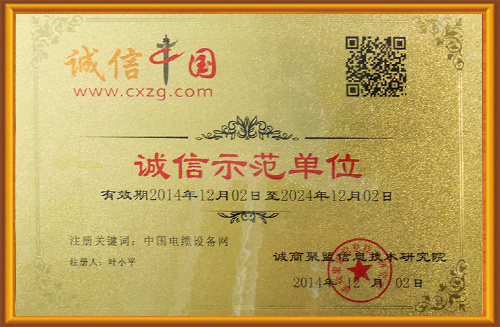 诚信中国
www.cxzg.com
诚信示范单位
有效期2014年12月02日至2024年12月02日
注册关键词：中国电缆设备网
注册人：叶小平
诚商聚盟信息技术研究院
2014年 12月 02日